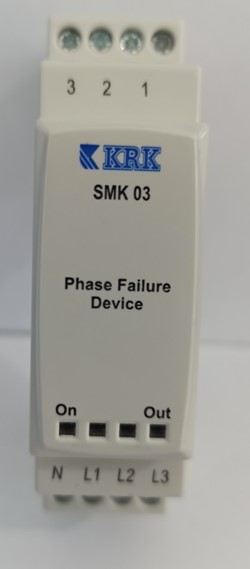 3 2 1
KRK
SMK 03
Phase Failure
Device
On Out
N L1 L2 L3